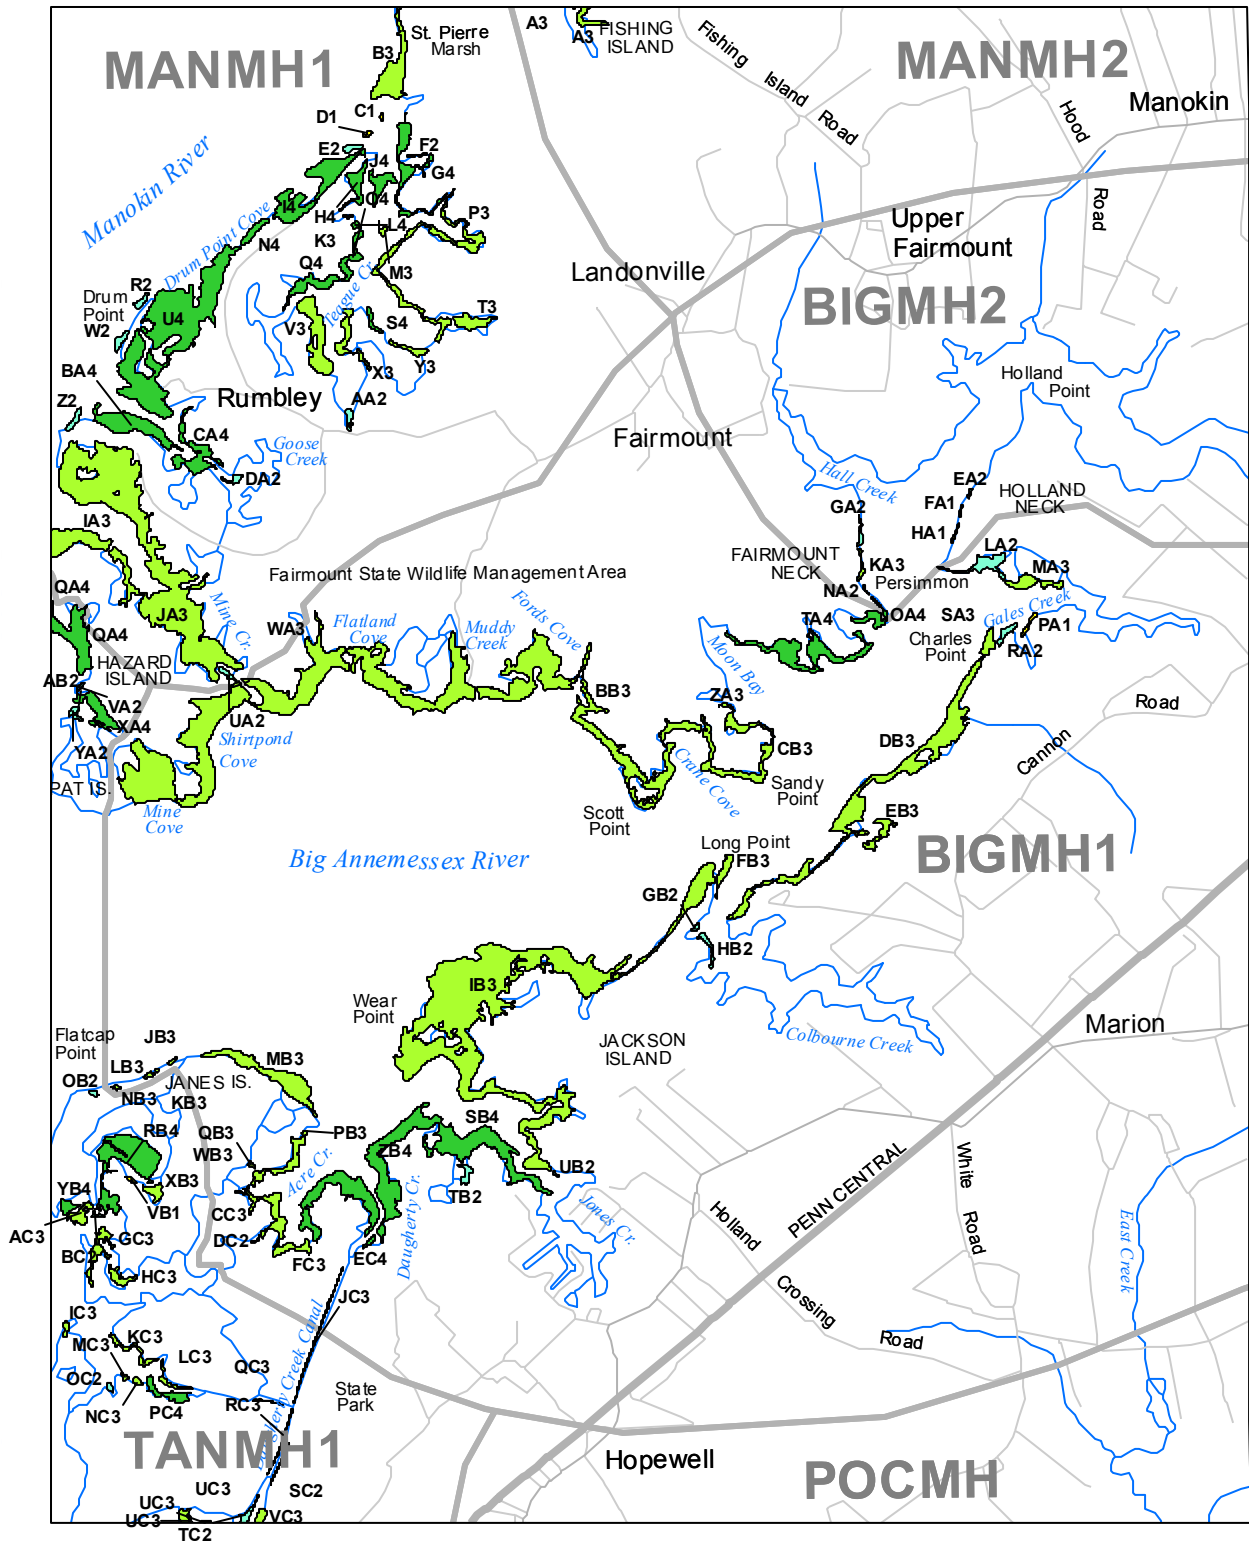 A3
A3
FISHING
ISLAND
St. Pierre
Marsh
B3
MANMH1
MANMH2
Fishing
Island
Road
Hood
Road
Manokin
C1
D1
E2
F2
J4
G4
I4
H4
O4
L4
P3
K3
N4
Q4
M3
Manokin River
Drum Point Cove
R2
Drum
Point
W2
U4
V3
Teague Cr.
S4
T3
X3
Y3
AA2
Landonville
Upper
Fairmount
BIGMH2
Holland
Point
BA4
Rumbley
Z2
CA4
Goose
Creek
DA2
Fairmount
Hall Creek
GA2
EA2
FA1
HA1
HOLLAND
NECK
IA3
LA2
MA3
FAIRMOUNT
NECK
KA3
Persimmon
NA2
Fairmount State Wildlife Management Area
QA4
JA3
Mine Cr.
WA3
Flatland
Cove
Muddy
Creek
Fords Cove
OA4
TA4
SA3
Gales Creek
PA1
Charles
Point
RA2
QA4
HAZARD
ISLAND
AB2
VA2
XA4
YA2
UA2
Shirtpond
Cove
PAT IS.
Mine
Cove
Moon Bay
ZA3
BB3
CB3
Crane Cove
Sandy
Point
Scott
Point
DB3
Cannon
Road
EB3
BIGMH1
Big Annemessex River
Long Point
FB3
GB2
HB2
Wear
Point
IB3
Colbourne Creek
JACKSON
ISLAND
Marion
Flatcap
Point
JB3
LB3
MB3
OB2
NB3
JANES IS.
KB3
RB4
QB3
WB3
PB3
SB4
ZB4
TB2
UB2
YB4
XB3
VB1
Acre Cr.
CC3
DC2
AC3
BC2
GC3
HC3
FC3
EC4
Daugherty Cr.
Jones Cr.
PENN CENTRAL
White
Road
Holland
Crossing
Road
East Creek
JC3
IC3
MC3
KC3
LC3
QC3
OC2
NC3
PC4
RC3
Daugherty Creek Canal
State
Park
TANMH1
Hopewell
POCMH
UC3
SC2
UC3
UC3
TC2
VC3